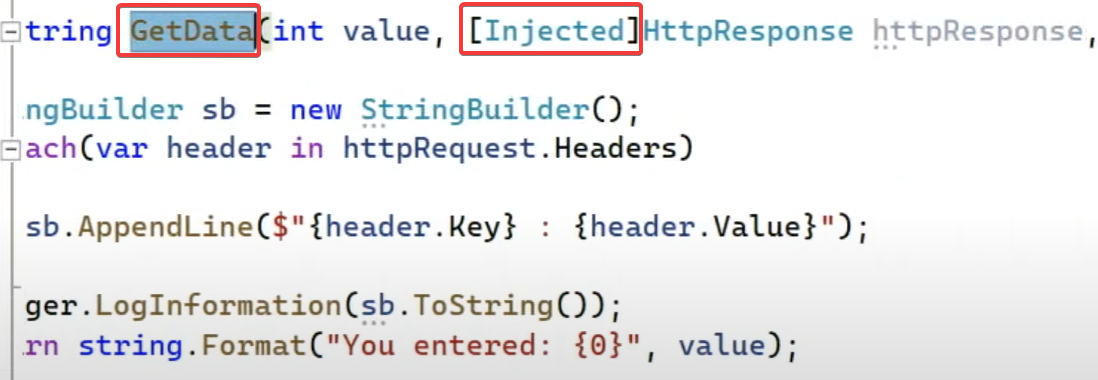 tring GetData(int value, [Injected]HttpResponse httpResponse,
ngBuilder sb = new StringBuilder();
ach(var header in httpRequest.Headers)
sb.AppendLine($"{header.Key} : {header.Value}");
ger.LogInformation(sb.ToString());
rn string.Format("You entered: {0}", value);